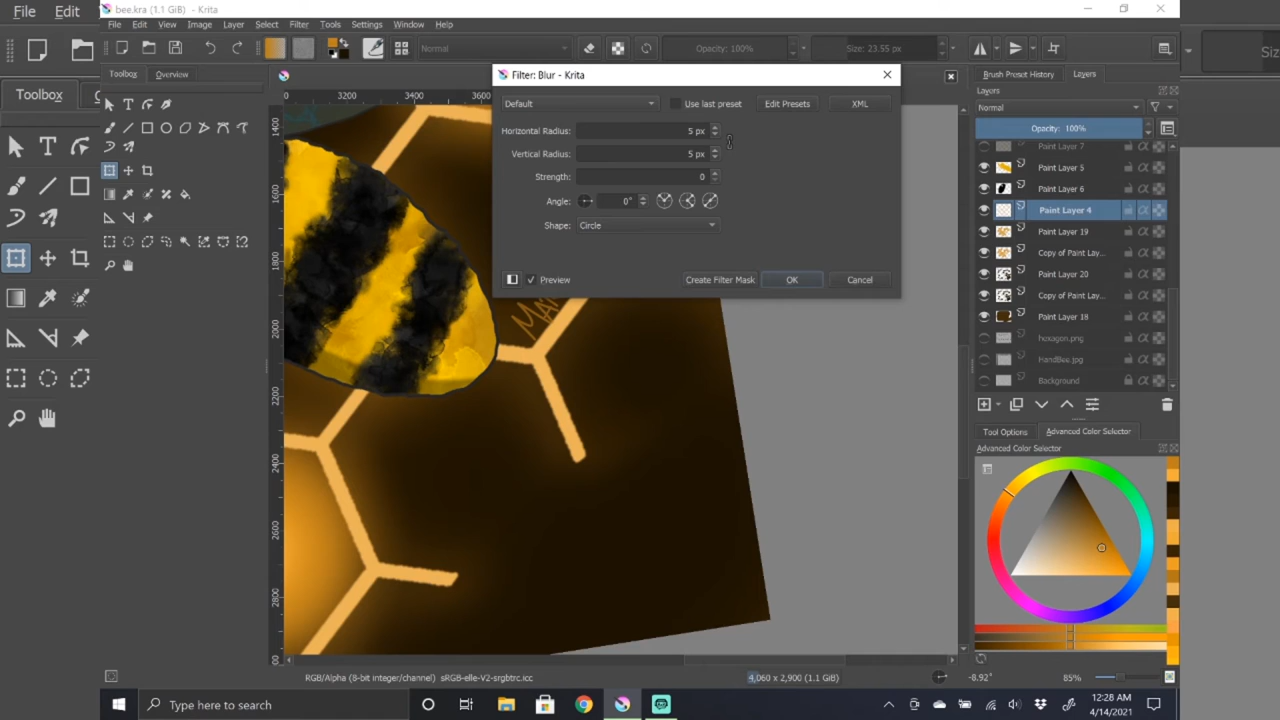 File Edit
Toolbox
bee.kra (1.1 GiB) - Krita
File Edit View Image Layer Select Filter Tools Settings Window Help
Normal
Opacity: 100%
Size: 23.55 px
Siz
Toolbox Overview
0 3200 3400 3600
1400
1600
1800
2000
2200
2400
2600
2800
Filter: Blur - Krita
Default
Use last preset
Edit Presets
XML
Horizontal Radius: 5 px
Vertical Radius: 5 px
Strength: 0
Angle: 0°
Shape: Circle
Preview
Create Filter Mask
OK
Cancel
Brush Preset History Layers
Layers
Normal
Opacity: 100%
Paint Layer 7
Paint Layer 5
Paint Layer 6
Paint Layer 4
Paint Layer 19
Copy of Paint Lay...
Paint Layer 20
Copy of Paint Lay...
Paint Layer 18
hexagon.png
HandBee.jpg
Background
Tool Options Advanced Color Selector
Advanced Color Selector
RGB/Alpha (8-bit integer/channel) sRGB-elle-V2-srgbtrc.icc
4,060 x 2,900 (1.1 GiB)
-8.92°
85%
Type here to search
12:28 AM
4/14/2021